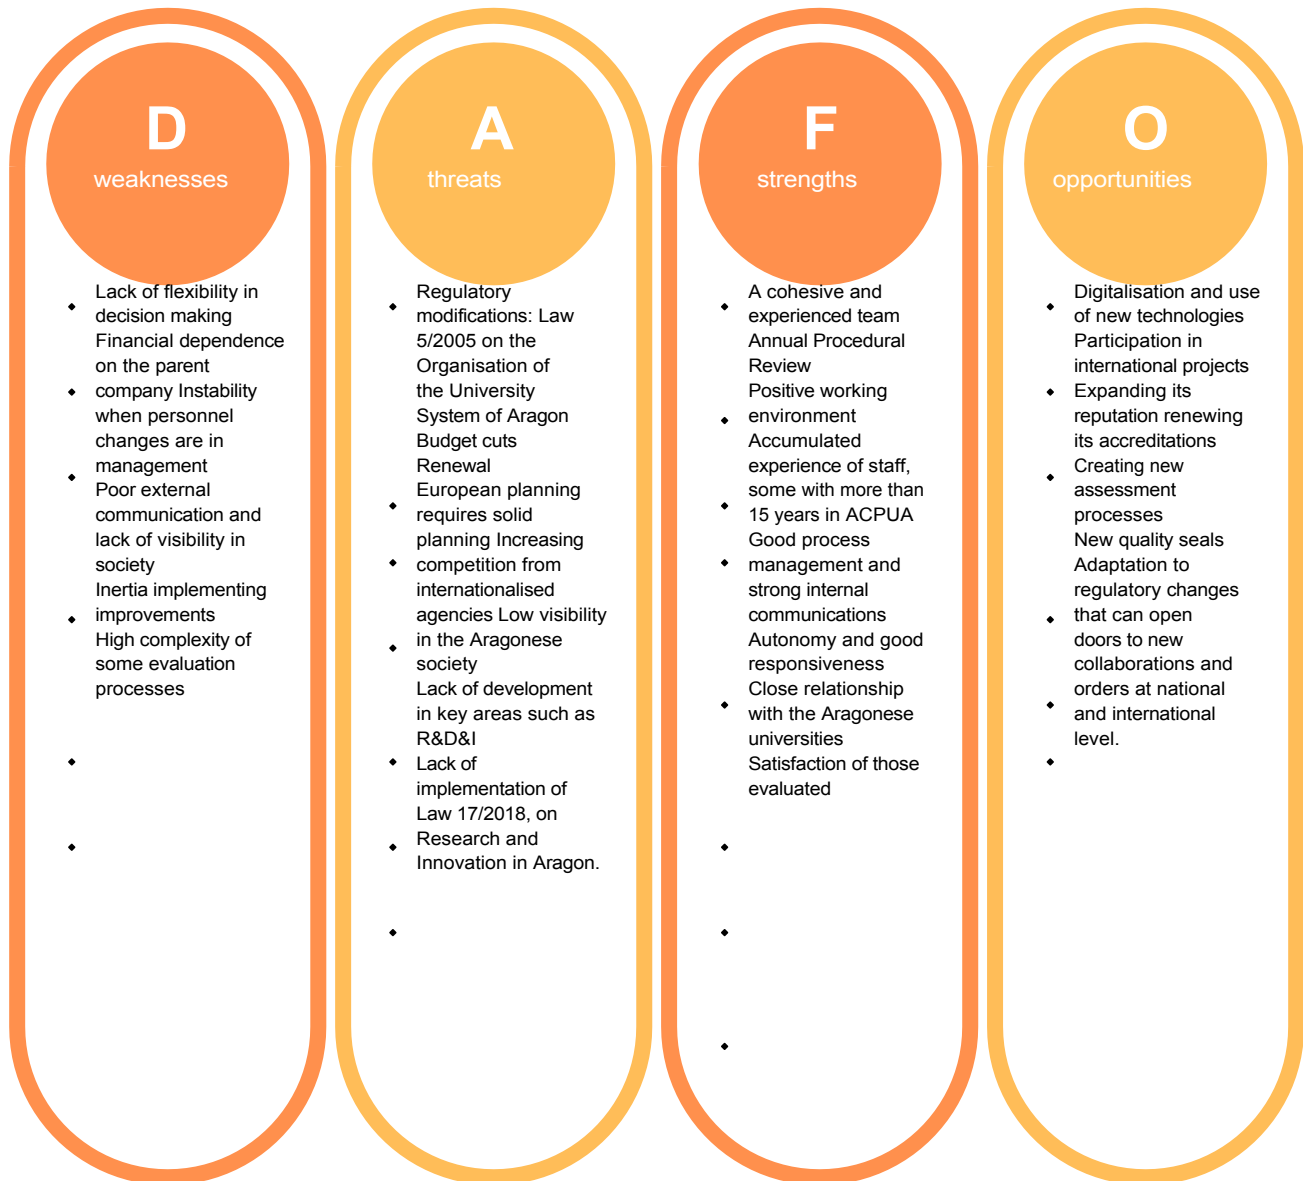 D
weaknesses
Lack of flexibility in
decision making
Financial dependence
on the parent
company Instability
when personnel
changes are in
management
Poor external
communication and
lack of visibility in
society
Inertia implementing
improvements
High complexity of
some evaluation
processes
A
threats
Regulatory
modifications: Law
5/2005 on the
Organisation of
the University
System of Aragon
Budget cuts
Renewal
European planning
requires solid
planning Increasing
competition from
internationalised
agencies Low visibility
in the Aragonese
society
Lack of development
in key areas such as
R&D&I
Lack of
implementation of
Law 17/2018, on
Research and
Innovation in Aragon.
F
strengths
A cohesive and
experienced team
Annual Procedural
Review
Positive working
environment
Accumulated
experience of staff,
some with more than
15 years in ACPUA
Good process
management and
strong internal
communications
Autonomy and good
responsiveness
Close relationship
with the Aragonese
universities
Satisfaction of those
evaluated
O
opportunities
Digitalisation and use
of new technologies
Participation in
international projects
Expanding its
reputation renewing
its accreditations
Creating new
assessment
processes
New quality seals
Adaptation to
regulatory changes
that can open
doors to new
collaborations and
orders at national
and international
level.